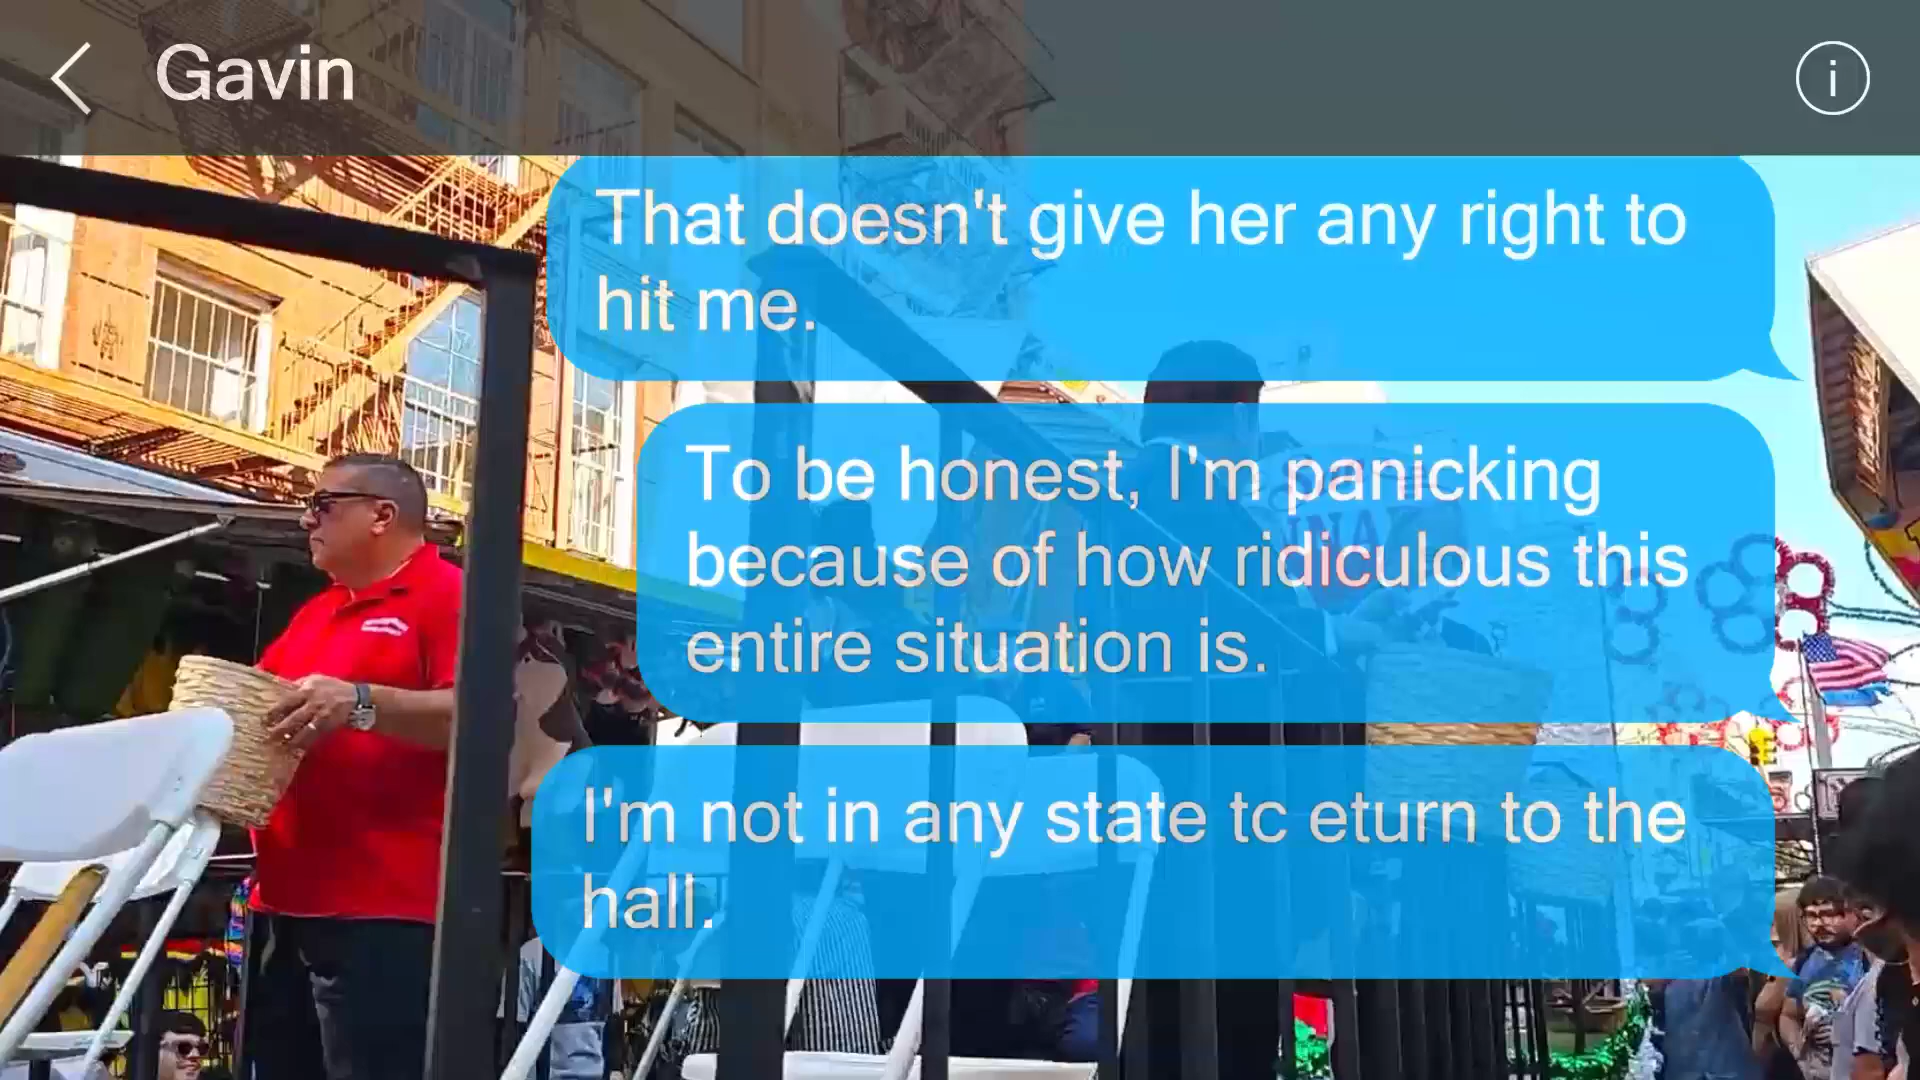 Gavin
That doesn't give her any right to
hit me.
To be honest, I'm panicking
because of how ridiculous this
entire situation is.
I'm not in any state tc eturn to the
hall.